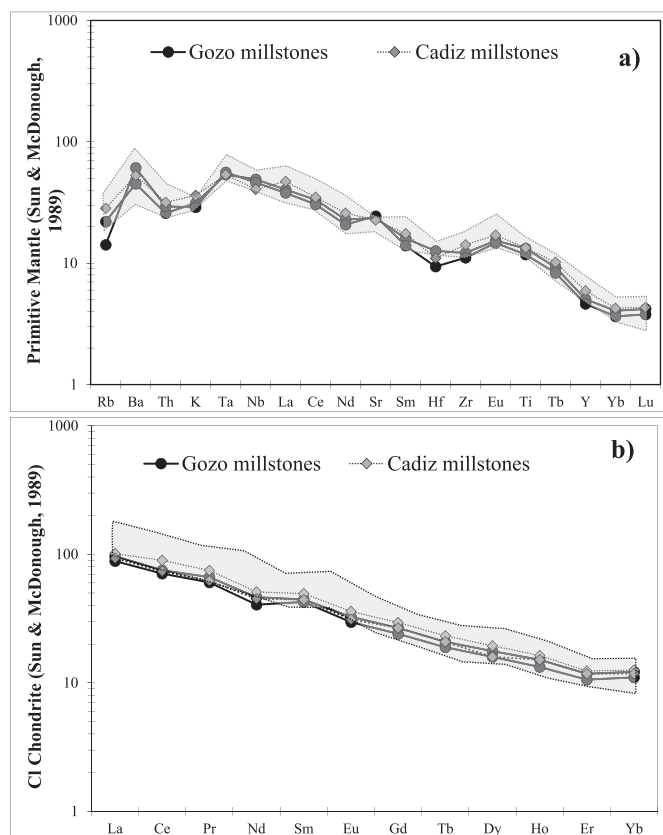 1000
Gozo millstones
Cadiz millstones
a)
100
10
1
Primitive Mantle (Sun & McDonough,
1989)
Rb Ba Th K Ta Nb La Ce Nd Sr Sm Hf Zr Eu Ti Tb Y Yb Lu
1000
Gozo millstones
Cadiz millstones
b)
100
10
1
CI Chondrite (Sun & McDonough, 1989)
La Ce Pr Nd Sm Eu Gd Tb Dy Ho Er Yb